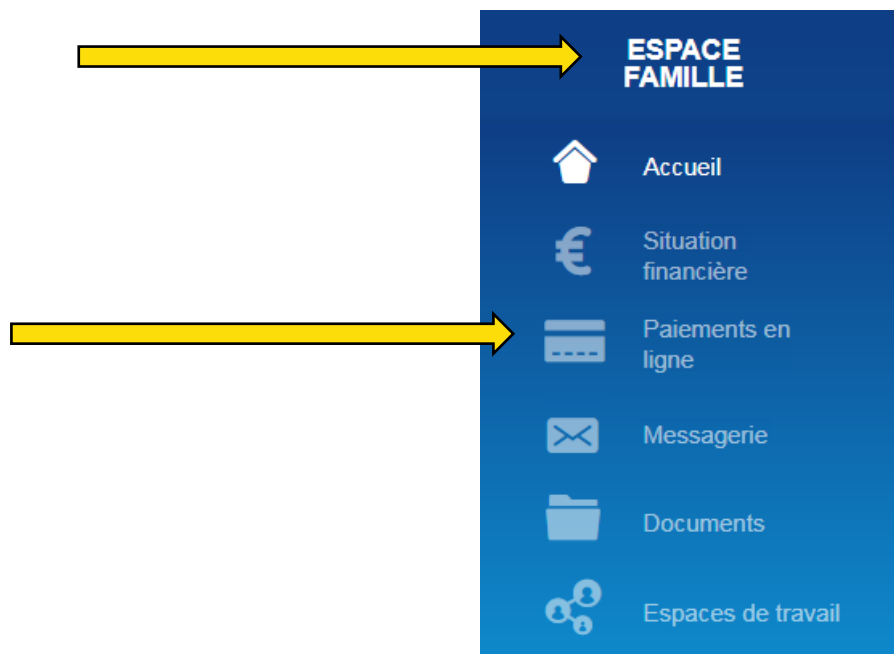 ESPACE
FAMILLE
Accueil
Situation
financière
Paiements en
ligne
Messagerie
Documents
Espaces de travail